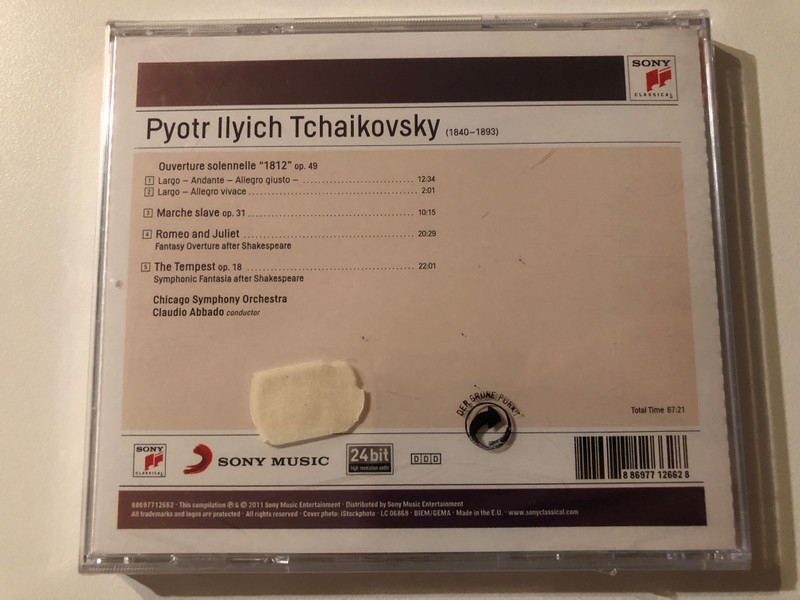 SONY
CLASSICAL
Pyotr Ilyich Tchaikovsky (1840–1893)
Ouverture solennelle "1812" op. 49
1 Largo – Andante – Allegro giusto – 12:34
2 Largo – Allegro vivace 2:01
3 Marche slave op. 31 10:15
4 Romeo and Juliet 20:29
Fantasy Overture after Shakespeare
5 The Tempest op. 18 22:01
Symphonic Fantasia after Shakespeare
Chicago Symphony Orchestra
Claudio Abbado conductor
DER GRÜNE PUNKT
Total Time 67:21
SONY
CLASSICAL
SONY MUSIC
24bit
high resolution audio
DDD
8 86977 12662 8
88697712662 · This compilation ℗ & © 2011 Sony Music Entertainment · Distributed by Sony Music Entertainment
All trademarks and logos are protected · All rights reserved · Cover photo: iStockphoto · LC 06868 · BIEM/GEMA · Made in the E.U. · www.sonyclassical.com